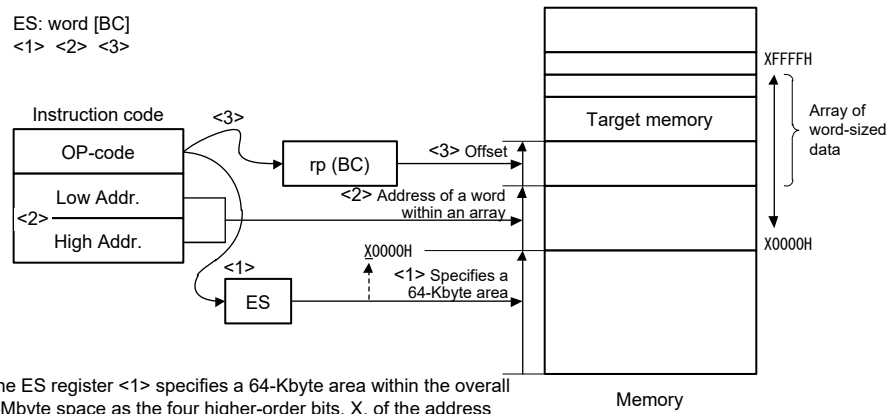 ES: word [BC]
<1> <2> <3>
XFFFFH
Instruction code
<3>
Target memory
Array of
word-sized
data
OP-code
rp (BC)
<3> Offset
Low Addr.
<2> Address of a word
within an array
<2>
High Addr.
X0000H
X0000H
<1>
<1> Specifies a
64-Kbyte area
ES
he ES register <1> specifies a 64-Kbyte area within the overall
Mbyte space as the four higher-order bits, X, of the address
Memory